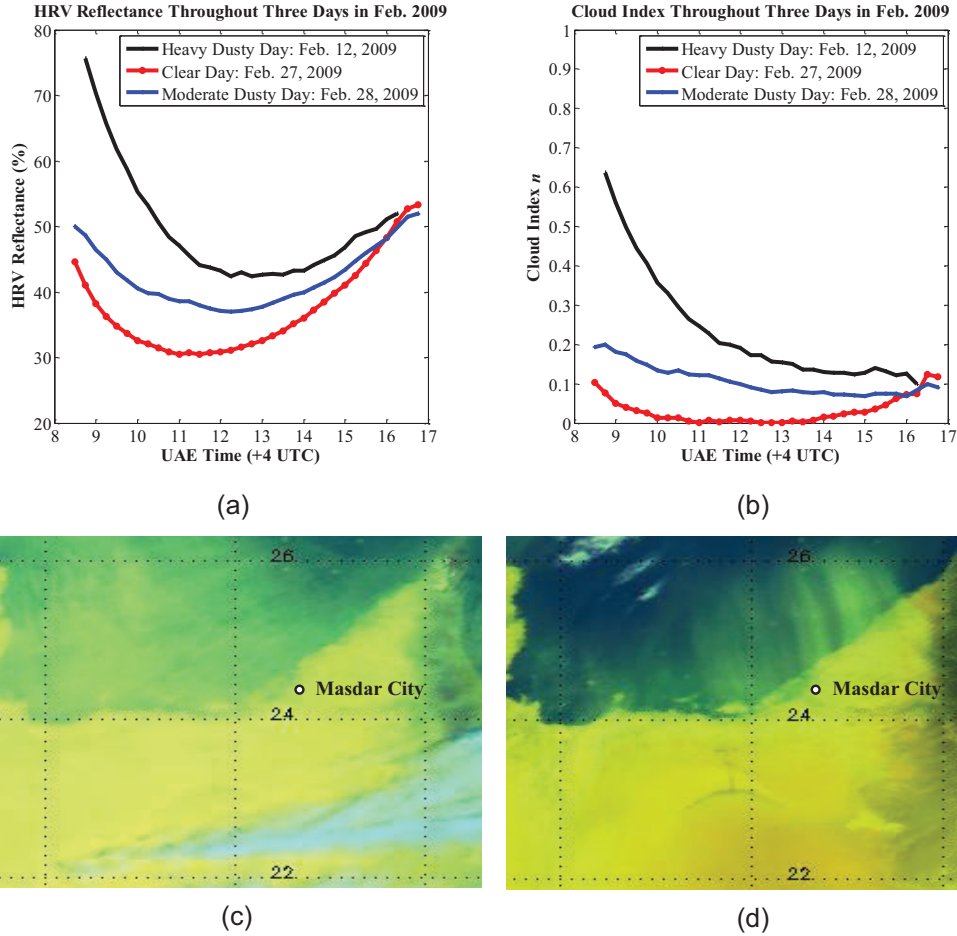 HRV Reflectance Throughout Three Days in Feb. 2009
80
70
60
50
40
30
20
HRV Reflectance (%)
Heavy Dusty Day: Feb. 12, 2009
Clear Day: Feb. 27, 2009
Moderate Dusty Day: Feb. 28, 2009
8 9 10 11 12 13 14 15 16 17
UAE Time (+4 UTC)
(a)
Cloud Index Throughout Three Days in Feb. 2009
1
0.9
0.8
0.7
0.6
0.5
0.4
0.3
0.2
0.1
0
Cloud Index n
Heavy Dusty Day: Feb. 12, 2009
Clear Day: Feb. 27, 2009
Moderate Dusty Day: Feb. 28, 2009
8 9 10 11 12 13 14 15 16 17
UAE Time (+4 UTC)
(b)
26
Masdar City
24
22
(c)
26
Masdar City
24
22
(d)